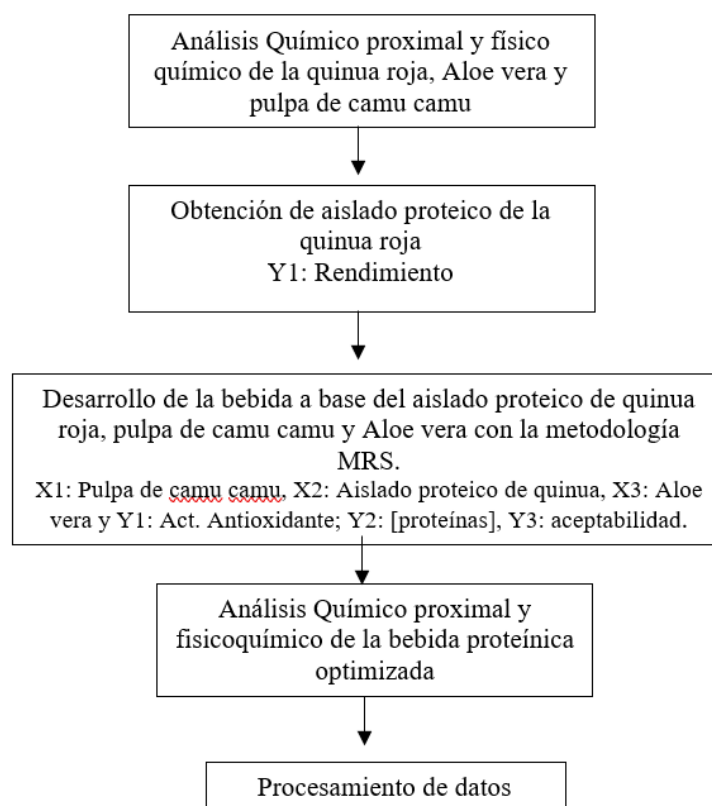 Análisis Químico proximal y físico
químico de la quinua roja, Aloe vera y
pulpa de camu camu
Obtención de aislado proteico de la
quinua roja
Y1: Rendimiento
Desarrollo de la bebida a base del aislado proteico de quinua
roja, pulpa de camu camu y Aloe vera con la metodología
MRS.
X1: Pulpa de camu camu, X2: Aislado proteico de quinua, X3: Aloe
vera y Y1: Act. Antioxidante; Y2: [proteínas], Y3: aceptabilidad.
Análisis Químico proximal y
fisicoquímico de la bebida proteínica
optimizada
Procesamiento de datos